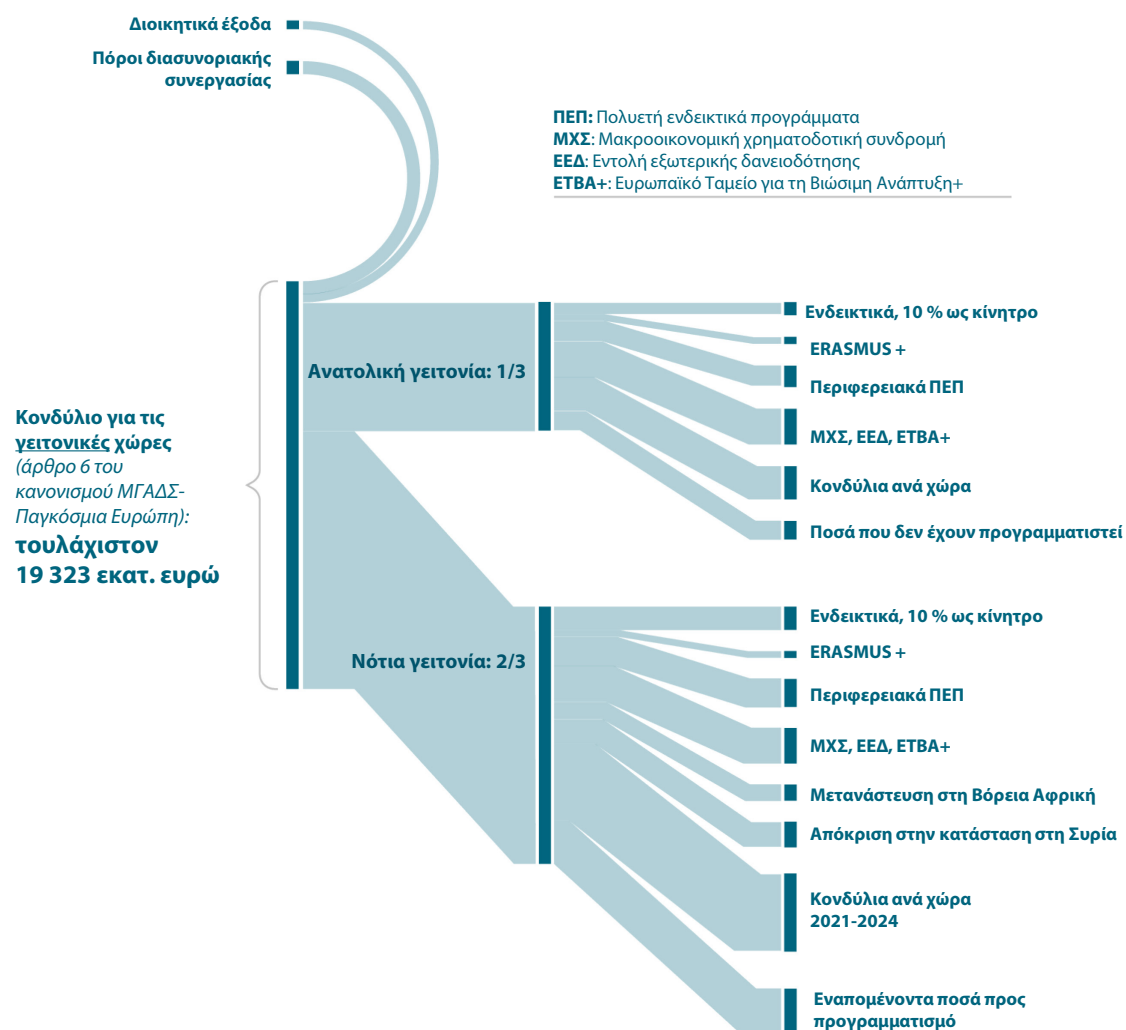 Διοικητικά έξοδα
Πόροι διασυνοριακής
συνεργασίας
ΠΕΠ: Πολυετή ενδεικτικά προγράμματα
ΜΧΣ: Μακροοικονομική χρηματοδοτική συνδρομή
ΕΕΔ: Εντολή εξωτερικής δανειοδότησης
ΕΤΒΑ+: Ευρωπαϊκό Ταμείο για τη Βιώσιμη Ανάπτυξη+
Κονδύλιο για τις
γειτονικές χώρες
(άρθρο 6 του
κανονισμού ΜΓΑΔΣ-
Παγκόσμια Ευρώπη):
τουλάχιστον
19 323 εκατ. ευρώ
Ανατολική γειτονία: 1/3
Ενδεικτικά, 10 % ως κίνητρο
ERASMUS +
Περιφερειακά ΠΕΠ
ΜΧΣ, ΕΕΔ, ΕΤΒΑ+
Κονδύλια ανά χώρα
Ποσά που δεν έχουν προγραμματιστεί
Νότια γειτονία: 2/3
Ενδεικτικά, 10 % ως κίνητρο
ERASMUS +
Περιφερειακά ΠΕΠ
ΜΧΣ, ΕΕΔ, ΕΤΒΑ+
Μετανάστευση στη Βόρεια Αφρική
Απόκριση στην κατάσταση στη Συρία
Κονδύλια ανά χώρα
2021-2024
Εναπομένοντα ποσά προς
προγραμματισμό